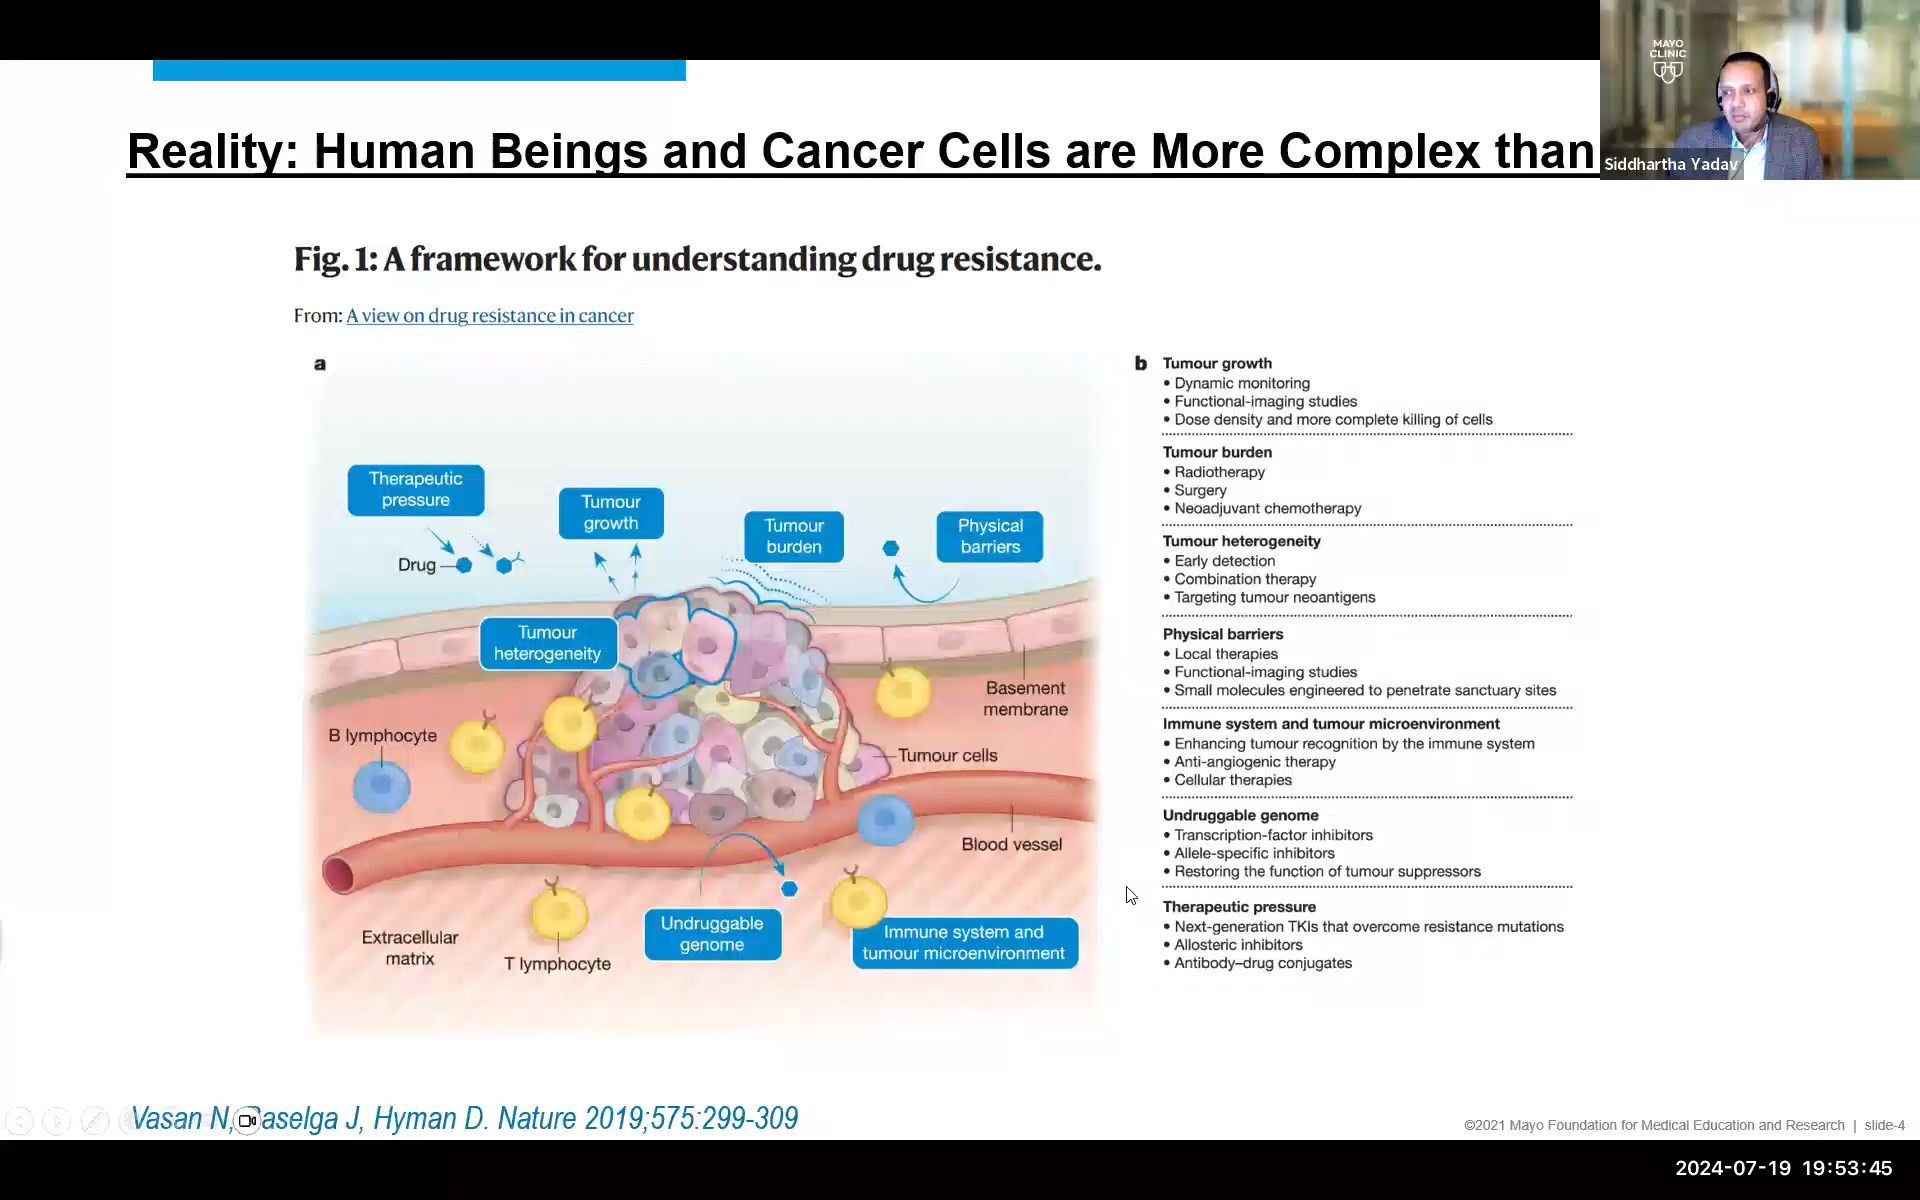 MAYO
CLINIC
Siddhartha Yadav
Reality: Human Beings and Cancer Cells are More Complex than
Fig. 1: A framework for understanding drug resistance.
From: A view on drug resistance in cancer
a
Therapeutic
pressure
Drug
Tumour
growth
Tumour
burden
Physical
barriers
Tumour
heterogeneity
Basement
membrane
B lymphocyte
Tumour cells
Blood vessel
Undruggable
genome
Immune system and
tumour microenvironment
Extracellular
matrix
T lymphocyte
b
Tumour growth
• Dynamic monitoring
• Functional-imaging studies
• Dose density and more complete killing of cells
Tumour burden
• Radiotherapy
• Surgery
• Neoadjuvant chemotherapy
Tumour heterogeneity
• Early detection
• Combination therapy
• Targeting tumour neoantigens
Physical barriers
• Local therapies
• Functional-imaging studies
• Small molecules engineered to penetrate sanctuary sites
Immune system and tumour microenvironment
• Enhancing tumour recognition by the immune system
• Anti-angiogenic therapy
• Cellular therapies
Undruggable genome
• Transcription-factor inhibitors
• Allele-specific inhibitors
• Restoring the function of tumour suppressors
Therapeutic pressure
• Next-generation TKIs that overcome resistance mutations
• Allosteric inhibitors
• Antibody–drug conjugates
Vasan N, Baselga J, Hyman D. Nature 2019;575:299-309
©2021 Mayo Foundation for Medical Education and Research | slide-4
2024-07-19 19:53:45